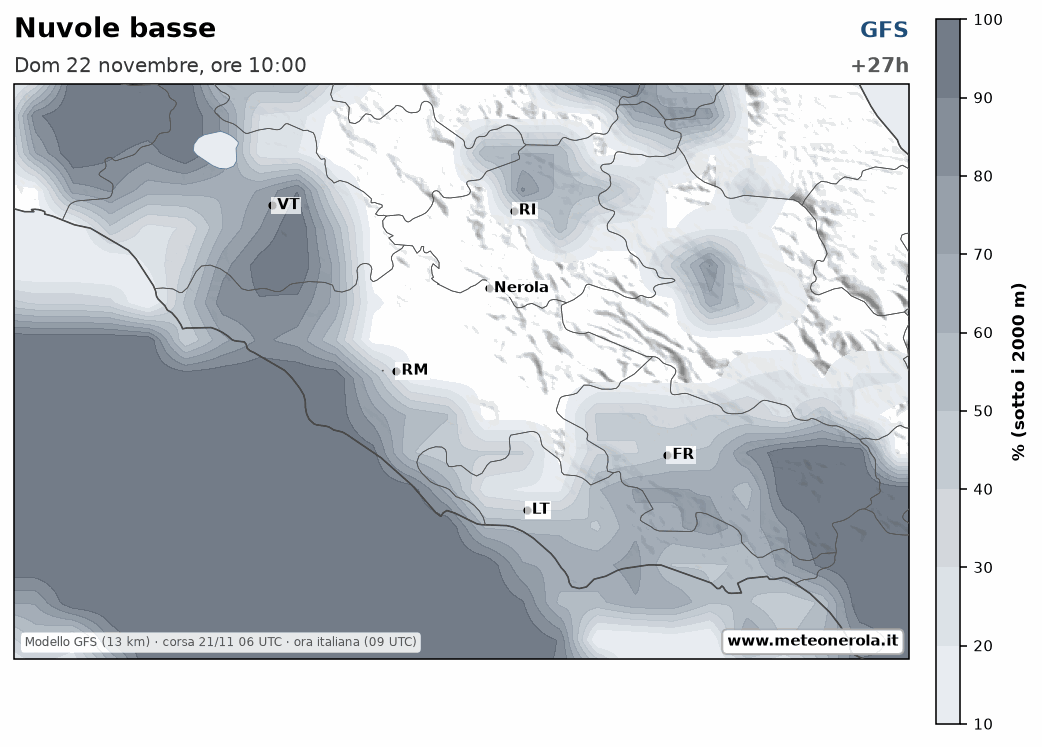 Nuvole basse
GFS
Dom 22 novembre, ore 10:00
+27h
VT
RI
Nerola
RM
FR
LT
Modello GFS (13 km) · corsa 21/11 06 UTC · ora italiana (09 UTC)
www.meteonerola.it
100
90
80
70
60
50
40
30
20
10
% (sotto i 2000 m)